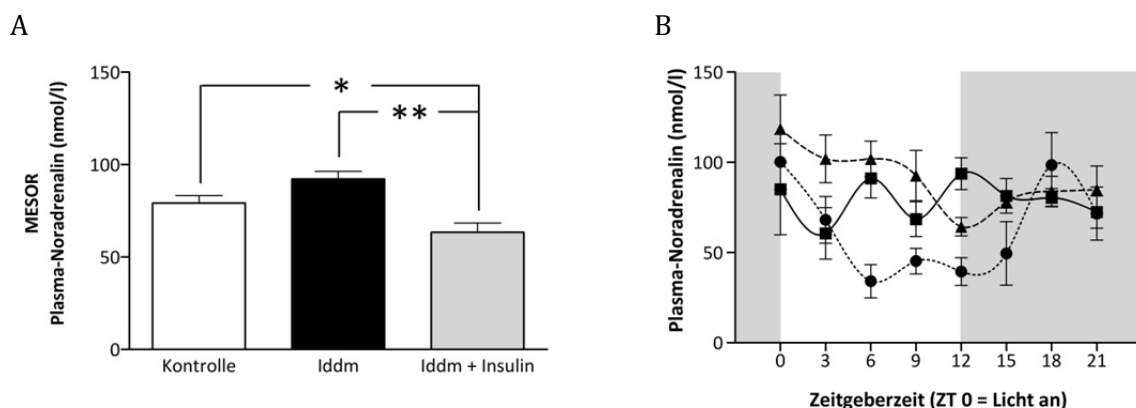 A
B
150
*
**
100
50
0
MESOR
Plasma-Noradrenalin (nmol/l)
Kontrolle
Iddm
Iddm + Insulin
150
100
50
0
Plasma-Noradrenalin (nmol/l)
0 3 6 9 12 15 18 21
Zeitgeberzeit (ZT 0 = Licht an)